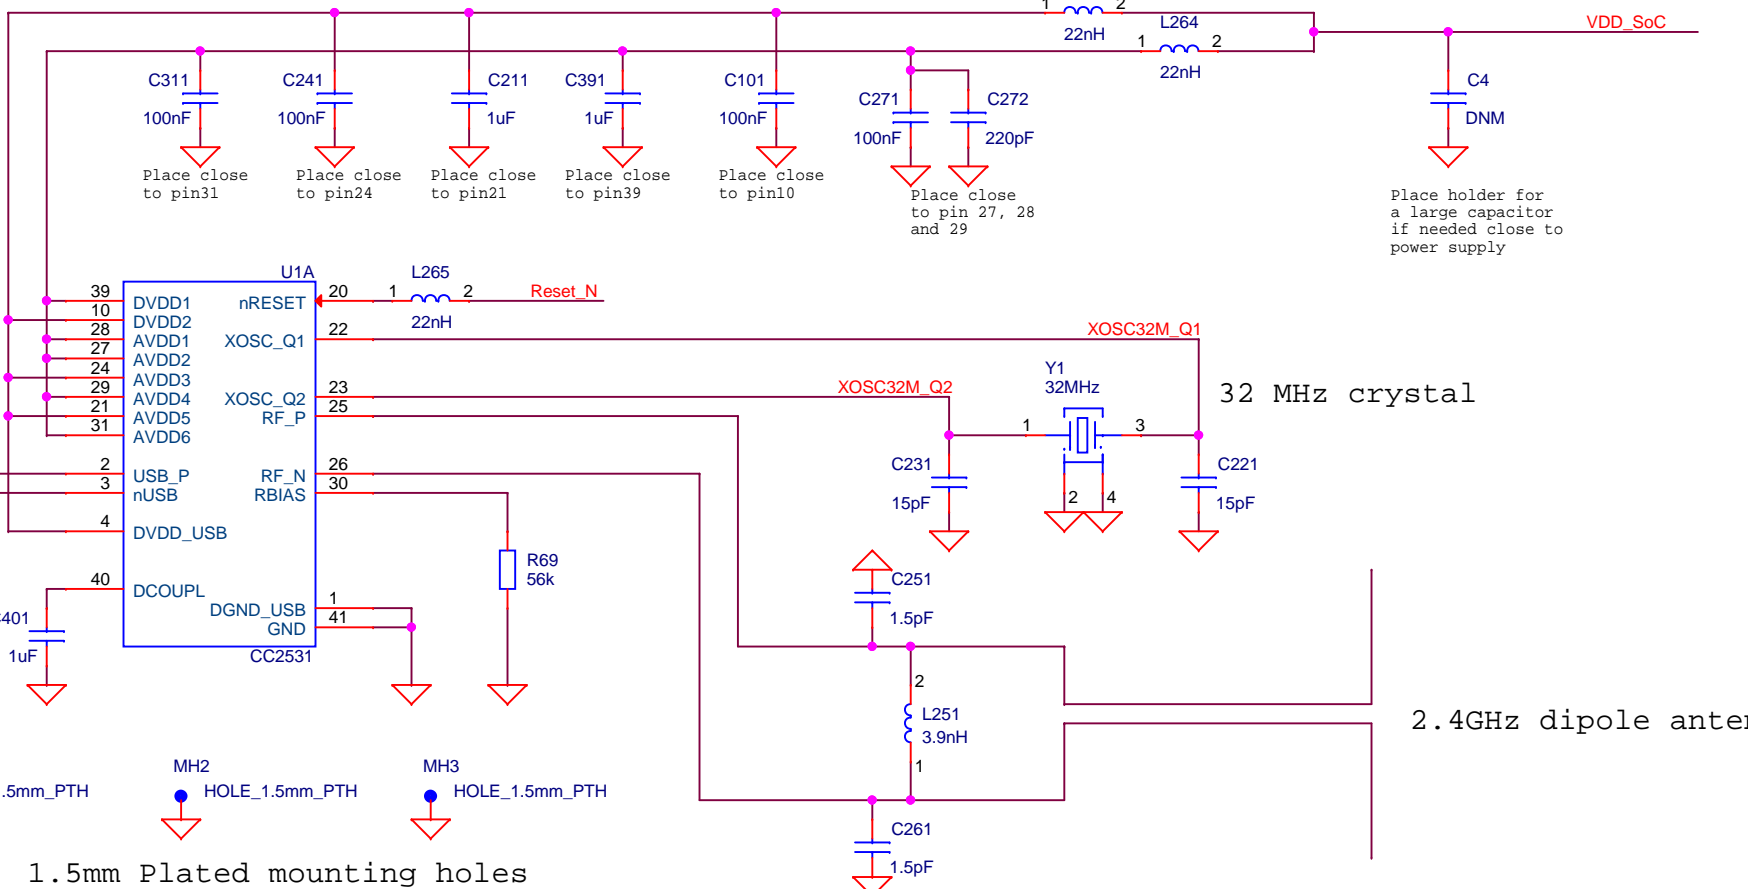 1 2
L264
VDD_SoC
22nH
1 2
22nH
C311
100nF
C241
100nF
C211
1uF
C391
1uF
C101
100nF
C271
100nF
C272
220pF
C4
DNM
Place close
to pin31
Place close
to pin24
Place close
to pin21
Place close
to pin39
Place close
to pin10
Place close
to pin 27, 28
and 29
Place holder for
a large capacitor
if needed close to
power supply
U1A
39 DVDD1
10 DVDD2
28 AVDD1
27 AVDD2
24 AVDD3
29 AVDD4
21 AVDD5
31 AVDD6
2 USB_P
3 nUSB
4 DVDD_USB
40 DCOUPL
nRESET 20
XOSC_Q1 22
XOSC_Q2 23
RF_P 25
RF_N 26
RBIAS 30
DGND_USB 1
GND 41
CC2531
L265
1 2
22nH
Reset_N
XOSC32M_Q1
XOSC32M_Q2
Y1
32MHz
1 3
2 4
32 MHz crystal
C231
15pF
C221
15pF
R69
56k
401
1uF
C251
1.5pF
2
L251
3.9nH
1
C261
1.5pF
2.4GHz dipole
.5mm_PTH
MH2
HOLE_1.5mm_PTH
MH3
HOLE_1.5mm_PTH
1.5mm Plated mounting holes